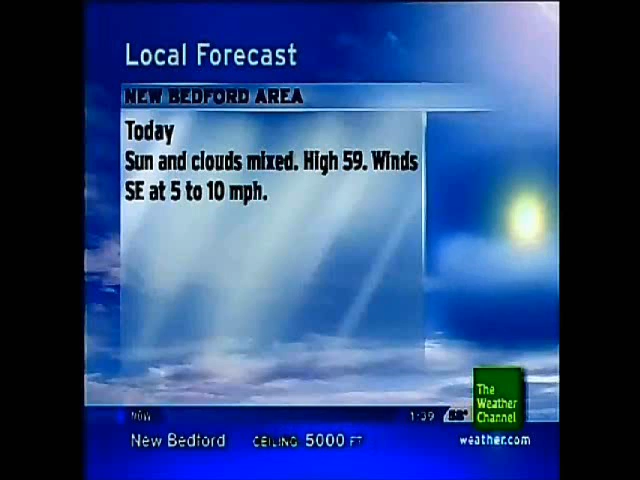 Local Forecast
NEW BEDFORD AREA
Today
Sun and clouds mixed. High 59. Winds
SE at 5 to 10 mph.
The
Weather
Channel
NOW
1:39
New Bedford CEILING 5000 FT
weather.com